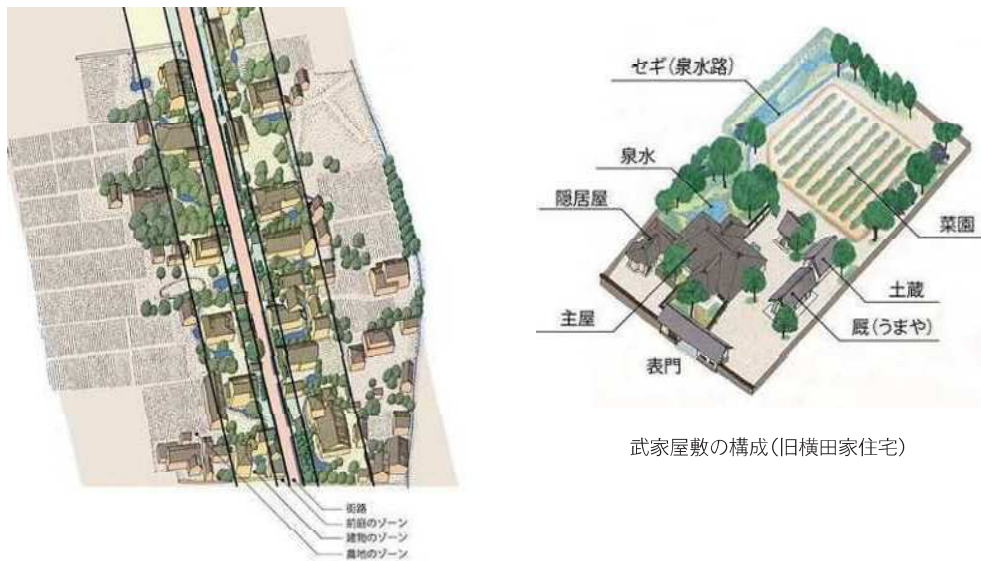 街路
前庭のゾーン
建物のゾーン
農地のゾーン
セギ(泉水路)
泉水
隠居屋
主屋
表門
菜園
土蔵
厩(うまや)
武家屋敷の構成(旧横田家住宅)